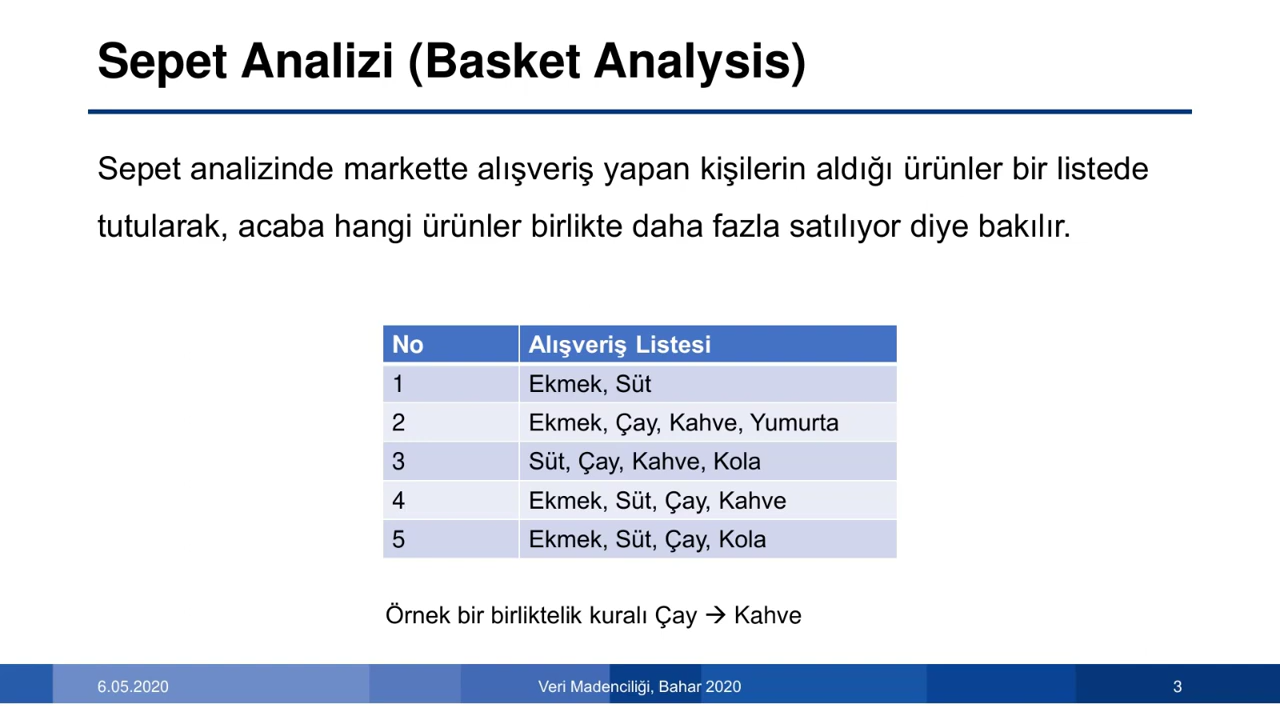 Sepet Analizi (Basket Analysis)
Sepet analizinde markette alışveriş yapan kişilerin aldığı ürünler bir listede
tutularak, acaba hangi ürünler birlikte daha fazla satılıyor diye bakılır.
No Alışveriş Listesi
1 Ekmek, Süt
2 Ekmek, Çay, Kahve, Yumurta
3 Süt, Çay, Kahve, Kola
4 Ekmek, Süt, Çay, Kahve
5 Ekmek, Süt, Çay, Kola
Örnek bir birliktelik kuralı Çay → Kahve
6.05.2020 Veri Madenciliği, Bahar 2020 3